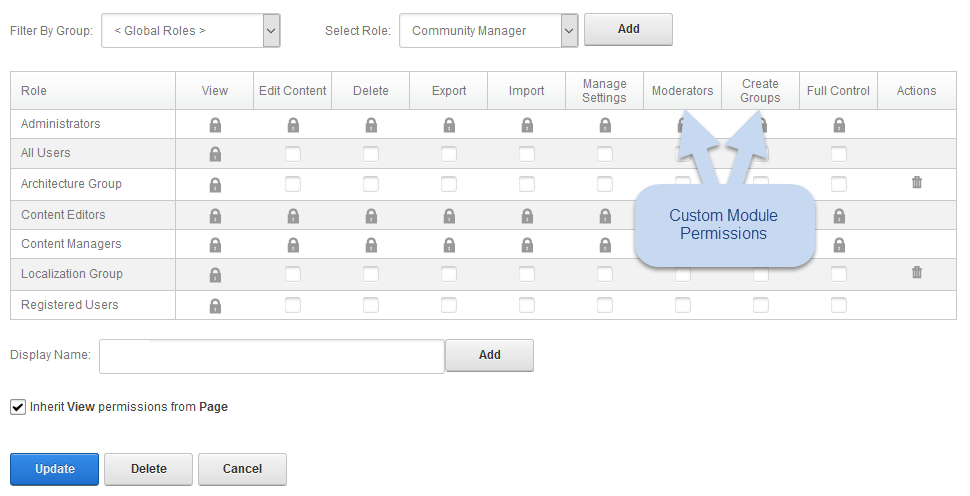 Filter By Group: < Global Roles > Select Role: Community Manager Add
Role View Edit Content Delete Export Import Manage Settings Moderators Create Groups Full Control Actions
Administrators
All Users
Architecture Group
Content Editors
Content Managers
Localization Group
Registered Users
Custom Module
Permissions
Display Name: Add
Inherit View permissions from Page
Update Delete Cancel